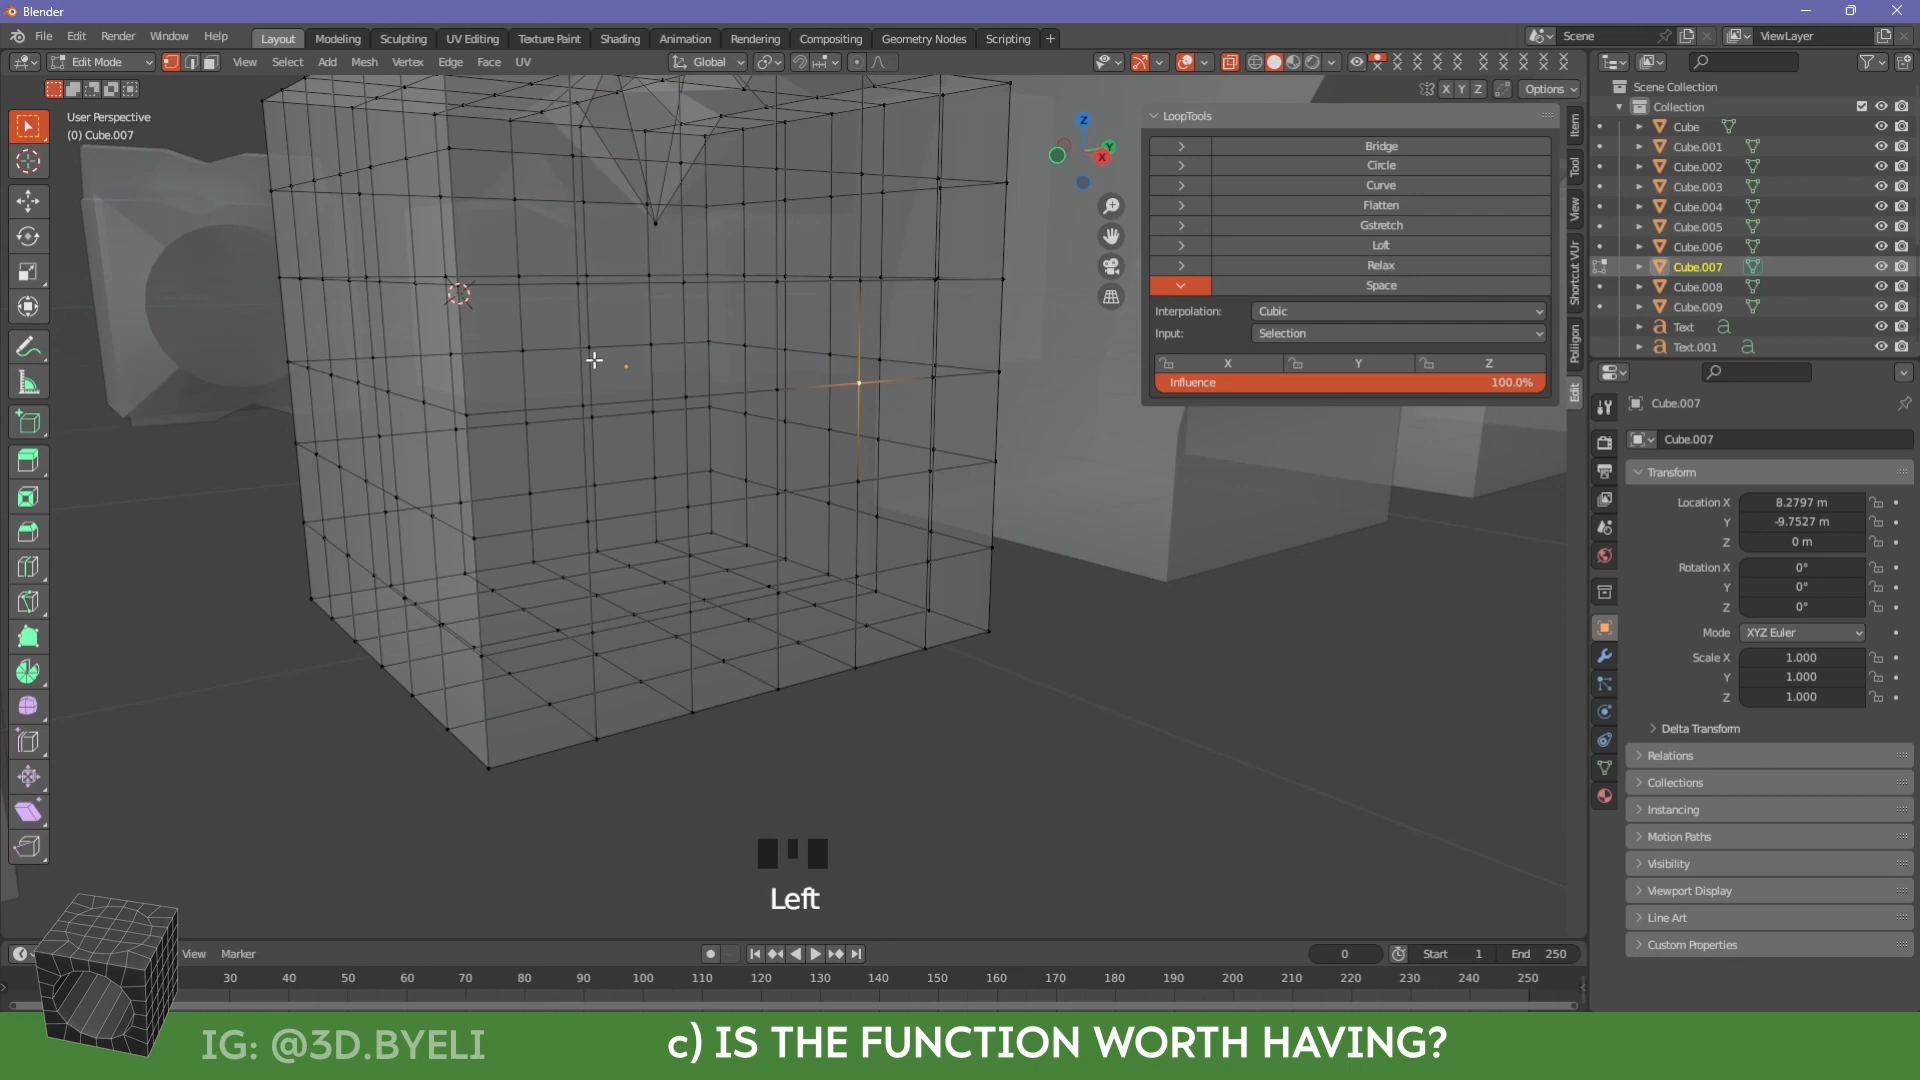 Blender
File Edit Render Window Help Layout Modeling Sculpting UV Editing Texture Paint Shading Animation Rendering Compositing Geometry Nodes Scripting + Scene ViewLayer
Edit Mode View Select Add Mesh Vertex Edge Face UV Global
X Y Z Options
User Perspective
(0) Cube.007
Z
Y
X
LoopTools
Bridge
Circle
Curve
Flatten
Gstretch
Loft
Relax
Space
Interpolation: Cubic
Input: Selection
X Y Z
Influence 100.0%
Item
Tool
View
Shortcut VUr
Poliigon
Edit
Scene Collection
Collection
Cube
Cube.001
Cube.002
Cube.003
Cube.004
Cube.005
Cube.006
Cube.007
Cube.008
Cube.009
Text
Text.001
Cube.007
Cube.007
Transform
Location X 8.2797 m
Y -9.7527 m
Z 0 m
Rotation X 0°
Y 0°
Z 0°
Mode XYZ Euler
Scale X 1.000
Y 1.000
Z 1.000
Delta Transform
Relations
Collections
Instancing
Motion Paths
Visibility
Viewport Display
Line Art
Custom Properties
Left
View Marker 0 Start 1 End 250
30 40 50 60 70 80 90 100 110 120 130 140 150 160 170 180 190 200 210 220 230 240 250
IG: @3D.BYELI
c) IS THE FUNCTION WORTH HAVING?